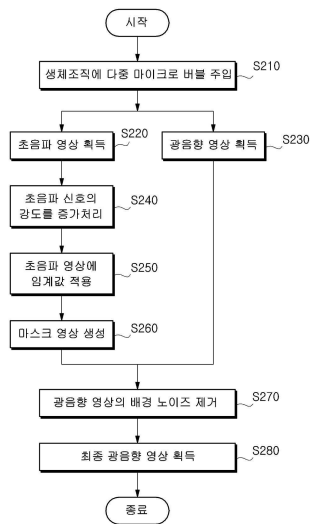 시작
생체조직에 다중 마이크로 버블 주입
S210
초음파 영상 획득
S220
광음향 영상 획득
S230
초음파 신호의
강도를 증가처리
S240
초음파 영상에
임계값 적용
S250
마스크 영상 생성
S260
광음향 영상의 배경 노이즈 제거
S270
최종 광음향 영상 획득
S280
종료